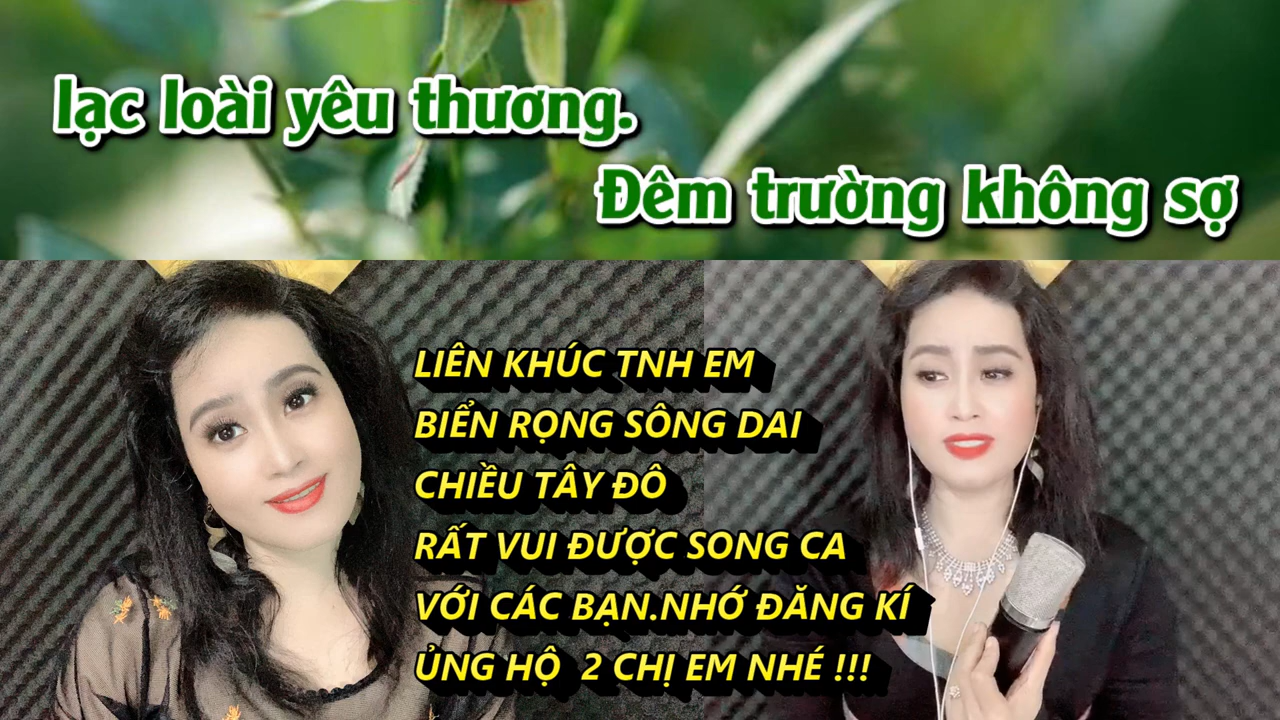 lạc loài yêu thương.
Đêm trường không sợ
LIÊN KHÚC TNH EM
BIỂN RỌNG SÔNG DAI
CHIỀU TÂY ĐÔ
RẤT VUI ĐƯỢC SONG CA
VỚI CÁC BẠN.NHỚ ĐĂNG KÍ
ỦNG HỘ 2 CHỊ EM NHÉ !!!